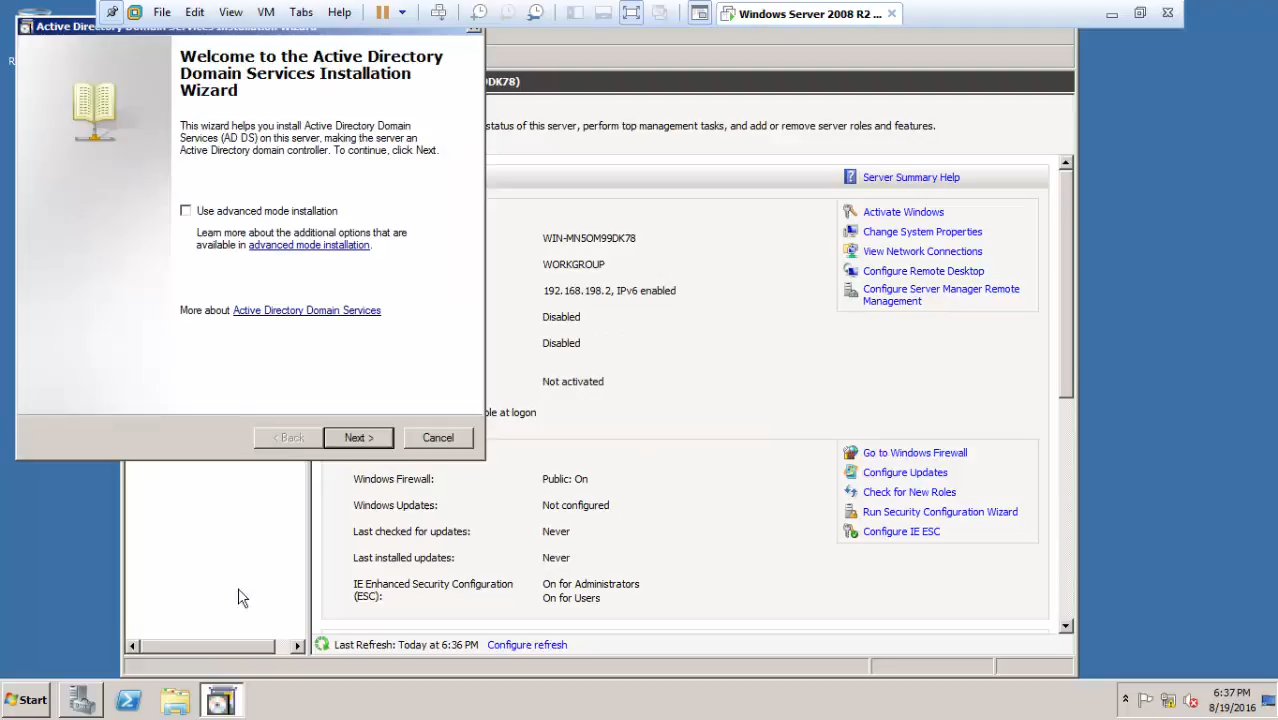 File Edit View VM Tabs Help
Windows Server 2008 R2 ...
Active Directory Domain Services Installation Wizard
R
Welcome to the Active Directory
Domain Services Installation
Wizard
This wizard helps you install Active Directory Domain
Services (AD DS) on this server, making the server an
Active Directory domain controller. To continue, click Next.
Use advanced mode installation
Learn more about the additional options that are
available in advanced mode installation.
More about Active Directory Domain Services
< Back Next > Cancel
DK78)
status of this server, perform top management tasks, and add or remove server roles and features.
Server Summary Help
WIN-MN5OM99DK78
WORKGROUP
192.168.198.2, IPv6 enabled
Disabled
Disabled
Not activated
ole at logon
Activate Windows
Change System Properties
View Network Connections
Configure Remote Desktop
Configure Server Manager Remote
Management
Windows Firewall: Public: On
Windows Updates: Not configured
Last checked for updates: Never
Last installed updates: Never
IE Enhanced Security Configuration
(ESC):
On for Administrators
On for Users
Go to Windows Firewall
Configure Updates
Check for New Roles
Run Security Configuration Wizard
Configure IE ESC
Last Refresh: Today at 6:36 PM Configure refresh
Start
6:37 PM
8/19/2016